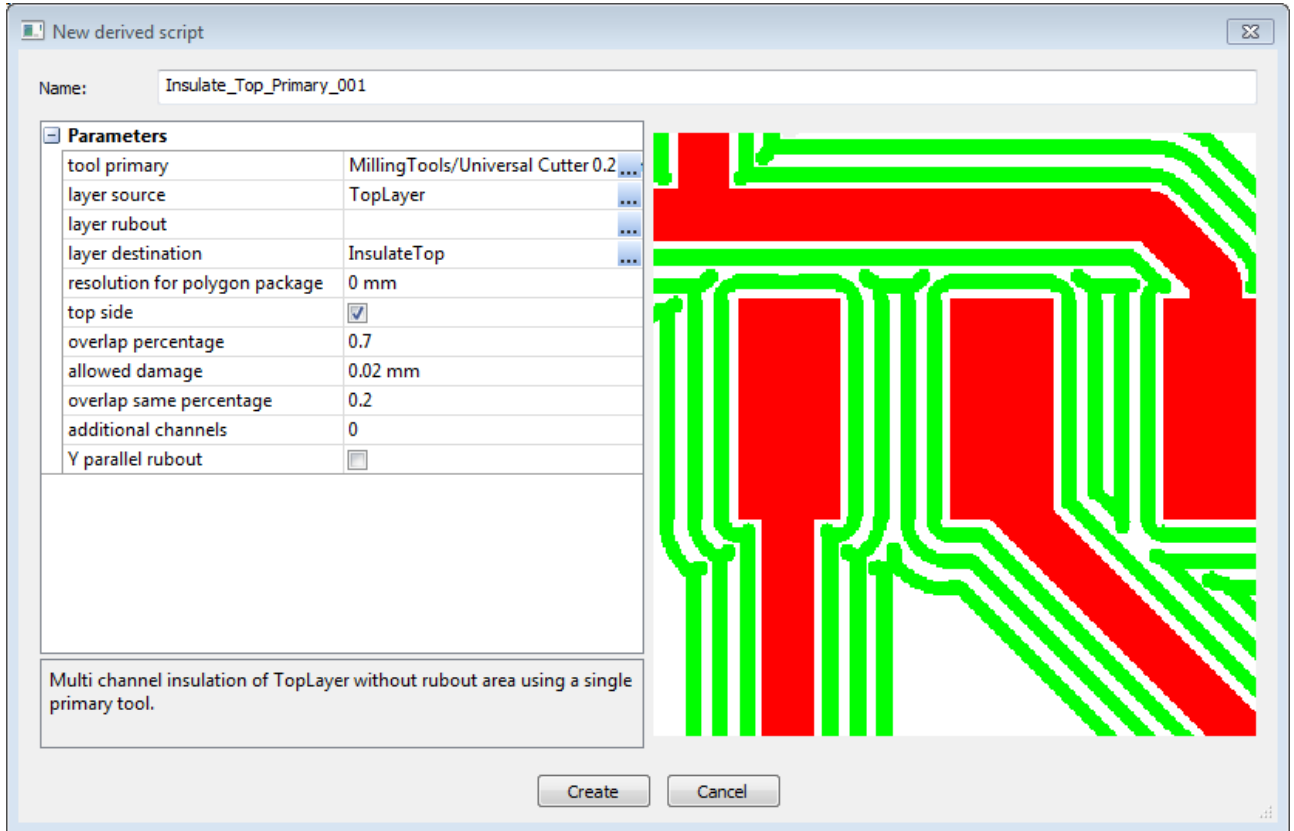 New derived script
Name: Insulate_Top_Primary_001
Parameters
tool primary MillingTools/Universal Cutter 0.2 ...
layer source TopLayer ...
layer rubout ...
layer destination InsulateTop ...
resolution for polygon package 0 mm
top side
overlap percentage 0.7
allowed damage 0.02 mm
overlap same percentage 0.2
additional channels 0
Y parallel rubout
Multi channel insulation of TopLayer without rubout area using a single
primary tool.
Create Cancel